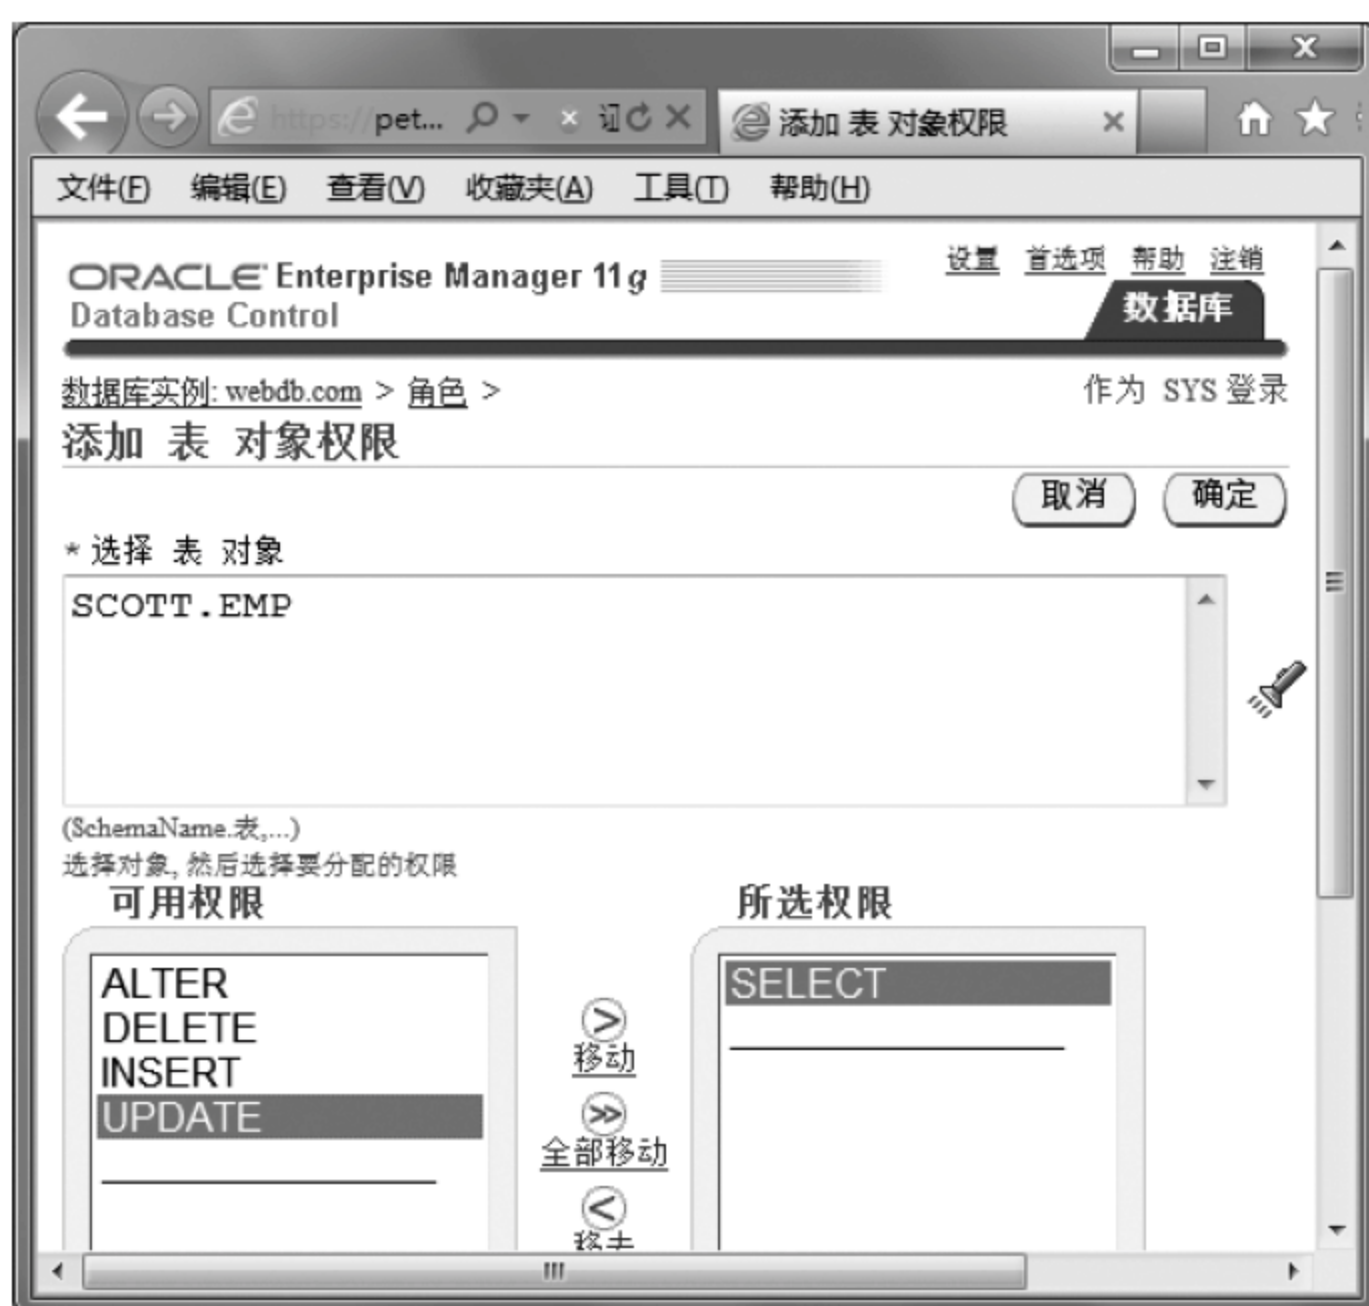 https://pet...
添加 表 对象权限
文件(F) 编辑(E) 查看(V) 收藏夹(A) 工具(T) 帮助(H)
ORACLE Enterprise Manager 11g
Database Control
设置 首选项 帮助 注销
数据库
数据库实例: webdb.com > 角色 >
作为 SYS 登录
添加 表 对象权限
取消 确定
* 选择 表 对象
SCOTT.EMP
(SchemaName.表,...)
选择对象, 然后选择要分配的权限
可用权限
所选权限
ALTER
DELETE
INSERT
UPDATE
移动
全部移动
移去
SELECT